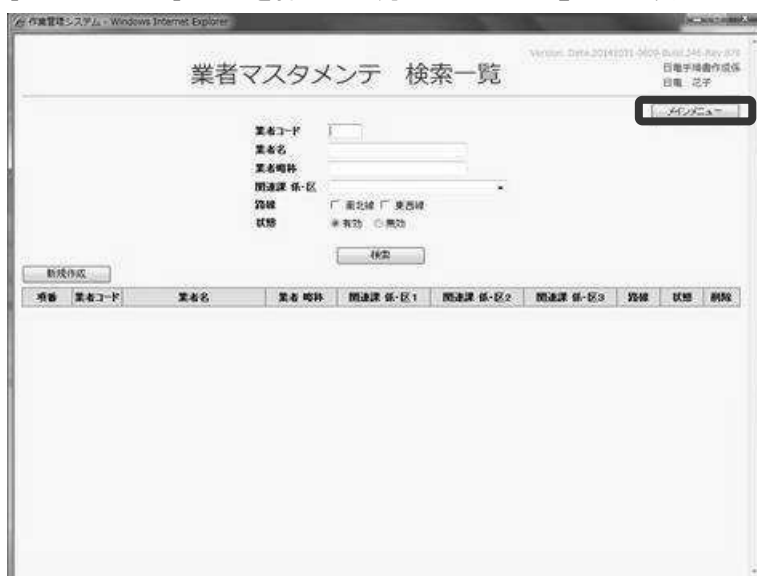 作業管理システム - Windows Internet Explorer
業者マスタメンテ 検索一覧
日電 花子
メインメニュー
業者コード
業者名
業者略称
関連課 係・区
路線 南北線 東西線
状態 有効 無効
検索
新規作成
項番 業者コード 業者名 業者 略称 関連課 係・区1 関連課 係・区2 関連課 係・区3 路線 状態 削除